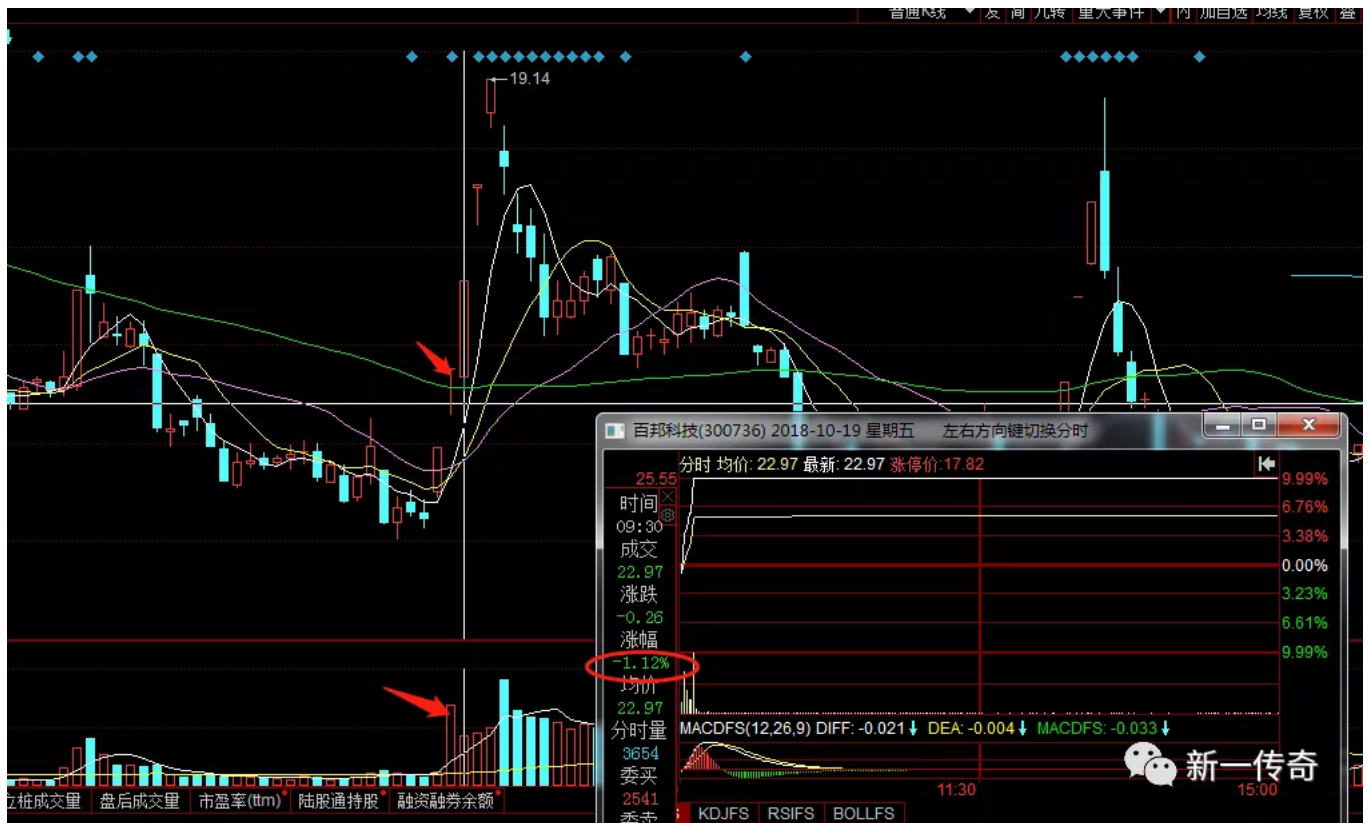 普通K线 发 简 九转 重大事件 内 加自选 均线 复权 叠
19.14
百邦科技(300736) 2018-10-19 星期五 左右方向键切换分时
分时 均价: 22.97 最新: 22.97 涨停价:17.82
25.55
时间
09:30
成交
22.97
涨跌
-0.26
涨幅
-1.12%
均价
22.97
分时量
3654
委买
2541
委卖
9.99%
6.76%
3.38%
0.00%
3.23%
6.61%
9.99%
MACDFS(12,26,9) DIFF: -0.021 DEA: -0.004 MACDFS: -0.033
11:30
15:00
新一传奇
立桩成交量 盘后成交量 市盈率(ttm) 陆股通持股 融资融券余额
KDJFS RSIFS BOLLFS